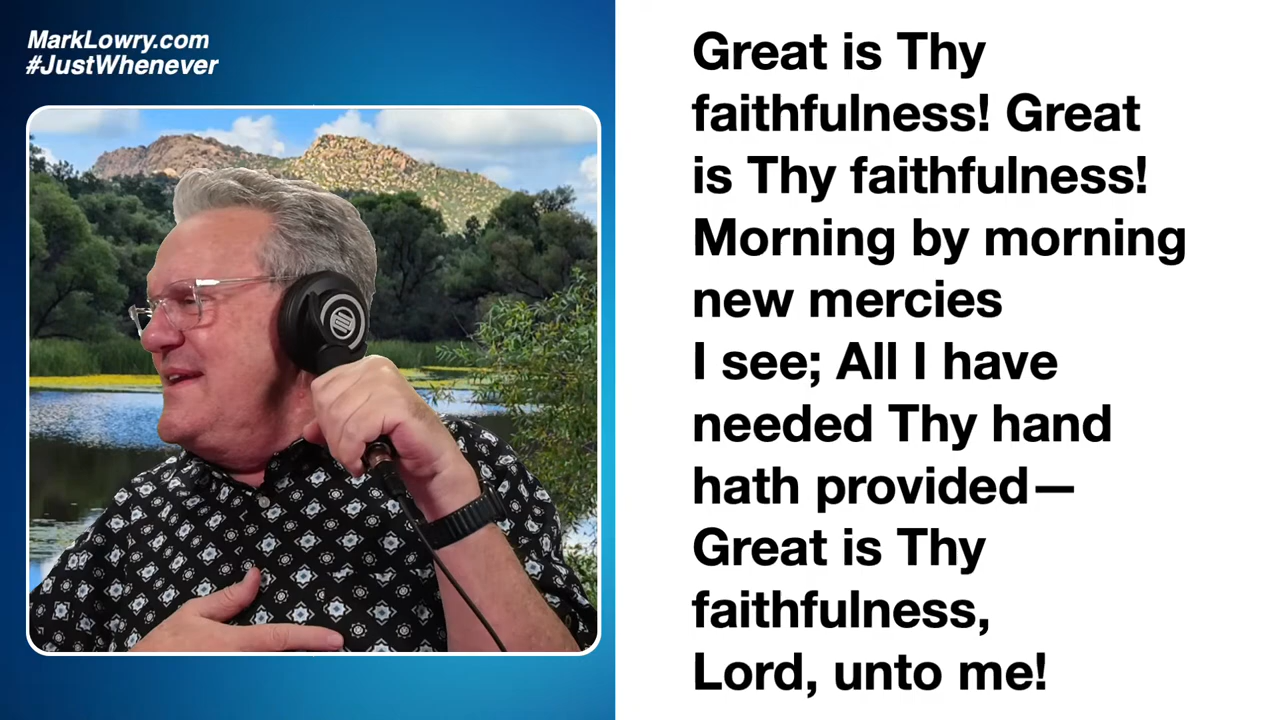 MarkLowry.com
#JustWhenever
Great is Thy
faithfulness! Great
is Thy faithfulness!
Morning by morning
new mercies
I see; All I have
needed Thy hand
hath provided—
Great is Thy
faithfulness,
Lord, unto me!